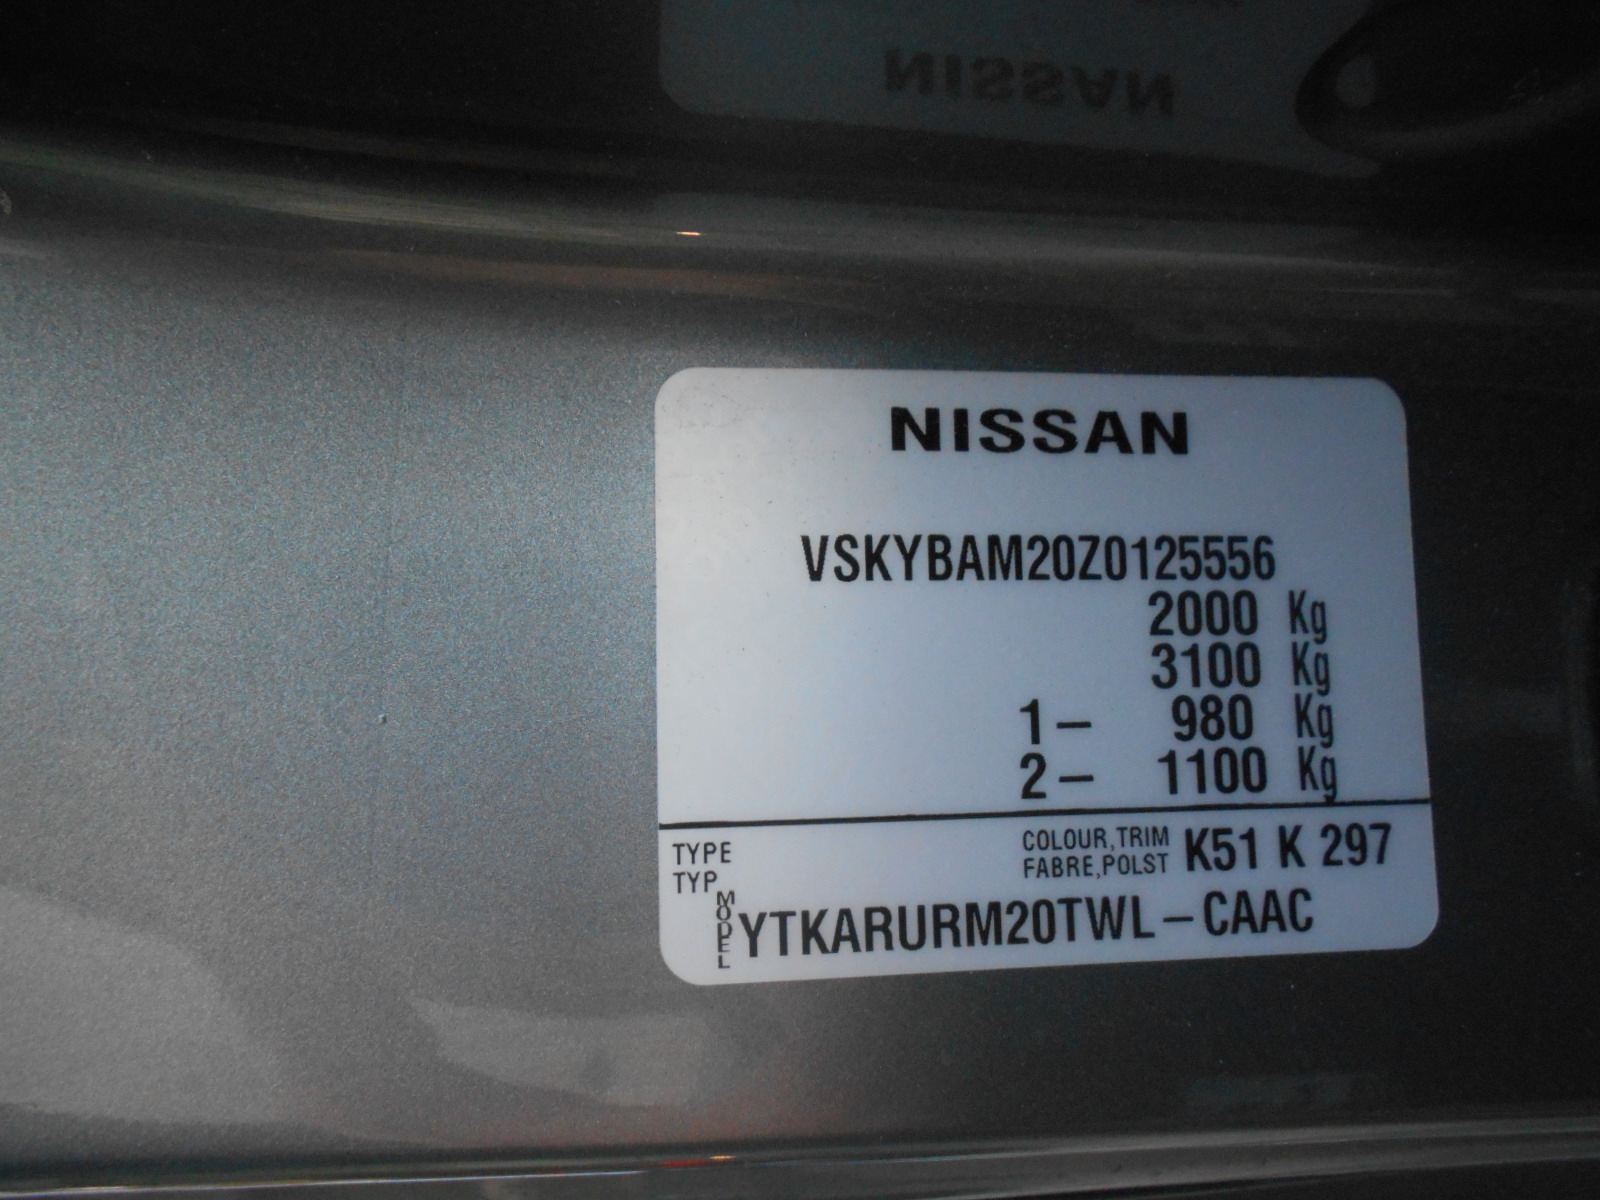 NISSAN
NISSAN
VSKYBAM20Z0125556
2000 Kg
3100 Kg
1– 980 Kg
2– 1100 Kg
TYPE
TYP
COLOUR,TRIM
FABRE,POLST
K51 K 297
MODEL
YTKARURM20TWL–CAAC